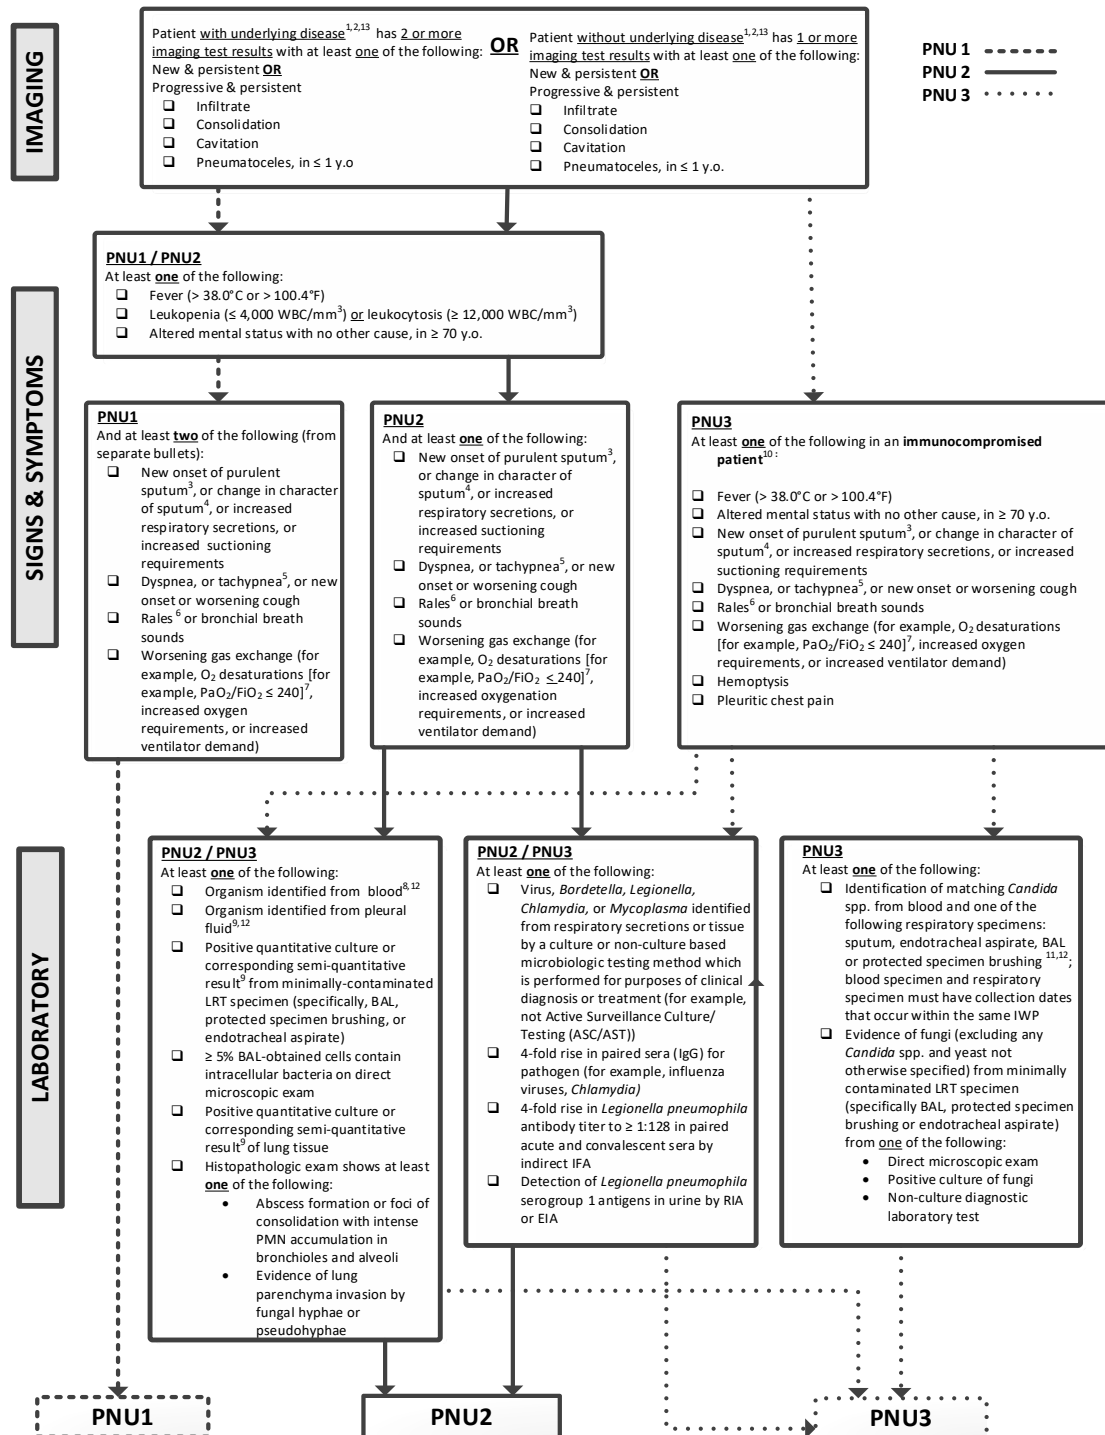 IMAGING
Patient with underlying disease1,2,13 has 2 or more
imaging test results with at least one of the following:
New & persistent OR
Progressive & persistent
❑ Infiltrate
❑ Consolidation
❑ Cavitation
❑ Pneumatoceles, in ≤ 1 y.o
OR
Patient without underlying disease1,2,13 has 1 or more
imaging test results with at least one of the following:
New & persistent OR
Progressive & persistent
❑ Infiltrate
❑ Consolidation
❑ Cavitation
❑ Pneumatoceles, in ≤ 1 y.o.
PNU 1
PNU 2
PNU 3
SIGNS & SYMPTOMS
PNU1 / PNU2
At least one of the following:
❑ Fever (> 38.0°C or > 100.4°F)
❑ Leukopenia (≤ 4,000 WBC/mm3) or leukocytosis (≥ 12,000 WBC/mm3)
❑ Altered mental status with no other cause, in ≥ 70 y.o.
PNU1
And at least two of the following (from
separate bullets):
❑ New onset of purulent
sputum3, or change in character
of sputum4, or increased
respiratory secretions, or
increased suctioning
requirements
❑ Dyspnea, or tachypnea5, or new
onset or worsening cough
❑ Rales6 or bronchial breath
sounds
❑ Worsening gas exchange (for
example, O2 desaturations [for
example, PaO2/FiO2 ≤ 240]7,
increased oxygen
requirements, or increased
ventilator demand)
PNU2
And at least one of the following:
❑ New onset of purulent sputum3,
or change in character of
sputum4, or increased
respiratory secretions, or
increased suctioning
requirements
❑ Dyspnea, or tachypnea5, or new
onset or worsening cough
❑ Rales6 or bronchial breath
sounds
❑ Worsening gas exchange (for
example, O2 desaturations [for
example, PaO2/FiO2 ≤ 240]7,
increased oxygenation
requirements, or increased
ventilator demand)
PNU3
At least one of the following in an immunocompromised
patient10 :
❑ Fever (> 38.0°C or > 100.4°F)
❑ Altered mental status with no other cause, in ≥ 70 y.o.
❑ New onset of purulent sputum3, or change in character of
sputum4, or increased respiratory secretions, or increased
suctioning requirements
❑ Dyspnea, or tachypnea5, or new onset or worsening cough
❑ Rales6 or bronchial breath sounds
❑ Worsening gas exchange (for example, O2 desaturations
[for example, PaO2/FiO2 ≤ 240]7, increased oxygen
requirements, or increased ventilator demand)
❑ Hemoptysis
❑ Pleuritic chest pain
LABORATORY
PNU2 / PNU3
At least one of the following:
❑ Organism identified from blood8,12
❑ Organism identified from pleural
fluid9,12
❑ Positive quantitative culture or
corresponding semi-quantitative
result9 from minimally-contaminated
LRT specimen (specifically, BAL,
protected specimen brushing, or
endotracheal aspirate)
❑ ≥ 5% BAL-obtained cells contain
intracellular bacteria on direct
microscopic exam
❑ Positive quantitative culture or
corresponding semi-quantitative
result9 of lung tissue
❑ Histopathologic exam shows at least
one of the following:
• Abscess formation or foci of
consolidation with intense
PMN accumulation in
bronchioles and alveoli
• Evidence of lung
parenchyma invasion by
fungal hyphae or
pseudohyphae
PNU2 / PNU3
At least one of the following:
❑ Virus, Bordetella, Legionella,
Chlamydia, or Mycoplasma identified
from respiratory secretions or tissue
by a culture or non-culture based
microbiologic testing method which
is performed for purposes of clinical
diagnosis or treatment (for example,
not Active Surveillance Culture/
Testing (ASC/AST))
❑ 4-fold rise in paired sera (IgG) for
pathogen (for example, influenza
viruses, Chlamydia)
❑ 4-fold rise in Legionella pneumophila
antibody titer to ≥ 1:128 in paired
acute and convalescent sera by
indirect IFA
❑ Detection of Legionella pneumophila
serogroup 1 antigens in urine by RIA
or EIA
PNU3
At least one of the following:
❑ Identification of matching Candida
spp. from blood and one of the
following respiratory specimens:
sputum, endotracheal aspirate, BAL
or protected specimen brushing 11,12;
blood specimen and respiratory
specimen must have collection dates
that occur within the same IWP
❑ Evidence of fungi (excluding any
Candida spp. and yeast not
otherwise specified) from minimally
contaminated LRT specimen
(specifically BAL, protected specimen
brushing or endotracheal aspirate)
from one of the following:
• Direct microscopic exam
• Positive culture of fungi
• Non-culture diagnostic
laboratory test
PNU1
PNU2
PNU3